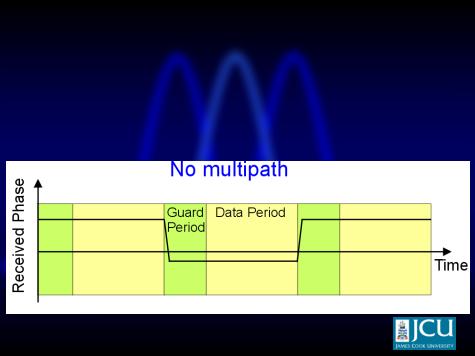 No multipath
Received Phase
Guard
Period
Data Period
Time
JCU
JAMES COOK UNIVERSITY